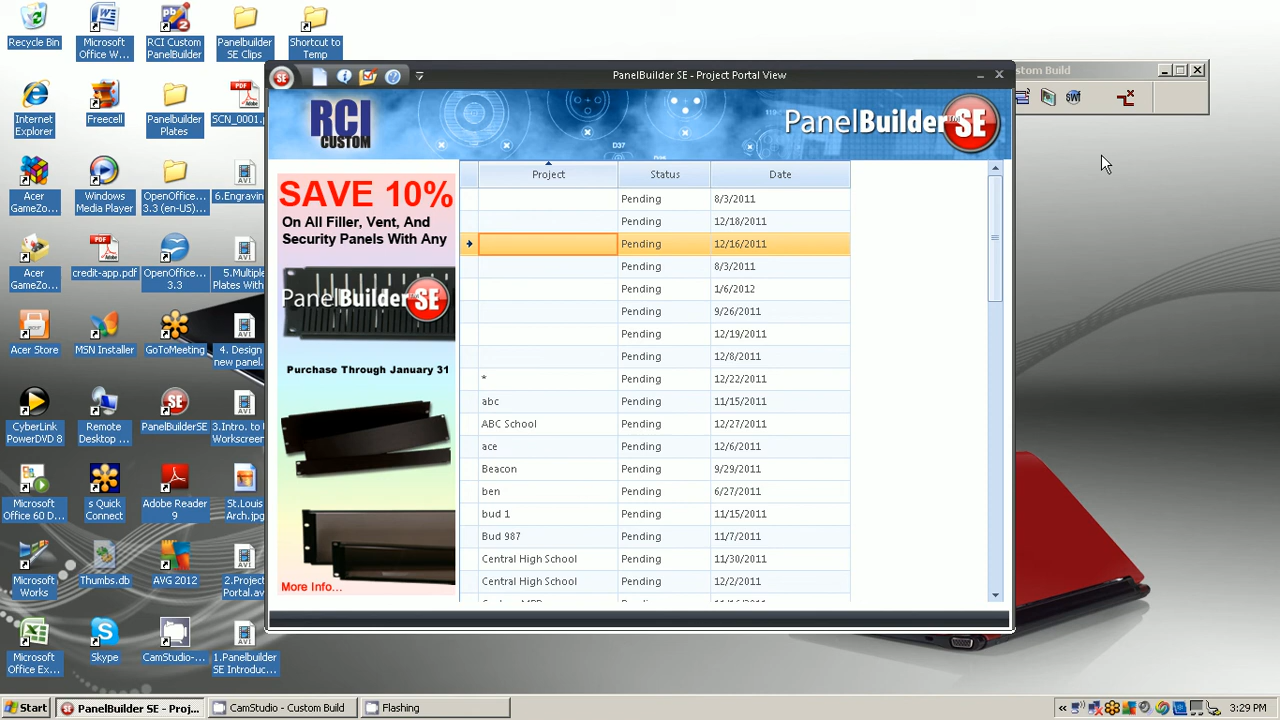 Recycle Bin
Microsoft Office W...
RCI Custom PanelBuilder
Panelbuilder SE Clips
Shortcut to Temp
Internet Explorer
Freecell
Panelbuilder Plates
SCN_0001.p
Acer GameZo...
Windows Media Player
OpenOffice... 3.3 (en-US)...
6.Engravin
Acer GameZo...
credit-app.pdf
OpenOffice... 3.3
5.Multiple Plates With
Acer Store
MSN Installer
GoToMeeting
4. Design new panel.
CyberLink PowerDVD 8
Remote Desktop ...
PanelBuilderSE
3.Intro. to Workscreen
Microsoft Office 60 D...
s Quick Connect
Adobe Reader 9
St.Louis Arch.jpg
Microsoft Works
Thumbs.db
AVG 2012
2.Project Portal.av
Microsoft Office Ex...
Skype
CamStudio-...
1.Panelbuilder SE Introduc...
PanelBuilder SE - Project Portal View
stom Build
RCI CUSTOM
D37
PanelBuilder SE
SAVE 10%
On All Filler, Vent, And
Security Panels With Any
PanelBuilder SE
Purchase Through January 31
More Info...
Project Status Date
Pending 8/3/2011
Pending 12/18/2011
Pending 12/16/2011
Pending 8/3/2011
Pending 1/6/2012
Pending 9/26/2011
Pending 12/19/2011
Pending 12/8/2011
* Pending 12/22/2011
abc Pending 11/15/2011
ABC School Pending 12/27/2011
ace Pending 12/6/2011
Beacon Pending 9/29/2011
ben Pending 6/27/2011
bud 1 Pending 11/15/2011
Bud 987 Pending 11/7/2011
Central High School Pending 11/30/2011
Central High School Pending 12/2/2011
Start
PanelBuilder SE - Proj...
CamStudio - Custom Build
Flashing
3:29 PM